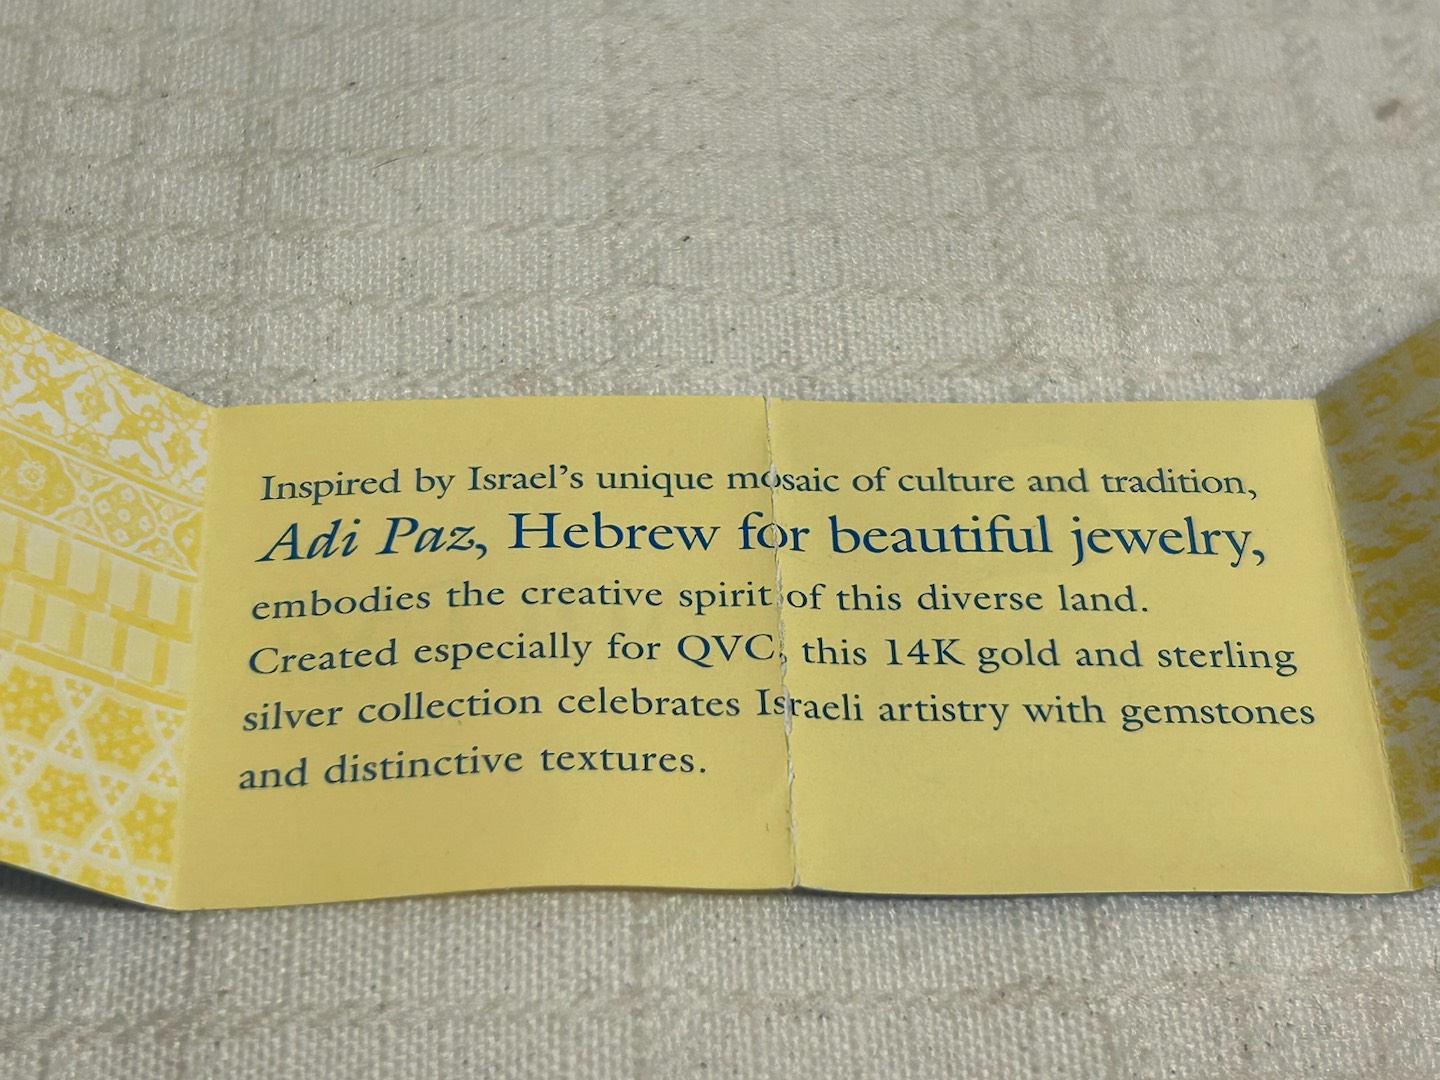 Inspired by Israel's unique mosaic of culture and tradition,
Adi Paz, Hebrew for beautiful jewelry,
embodies the creative spirit of this diverse land.
Created especially for QVC, this 14K gold and sterling
silver collection celebrates Israeli artistry with gemstones
and distinctive textures.